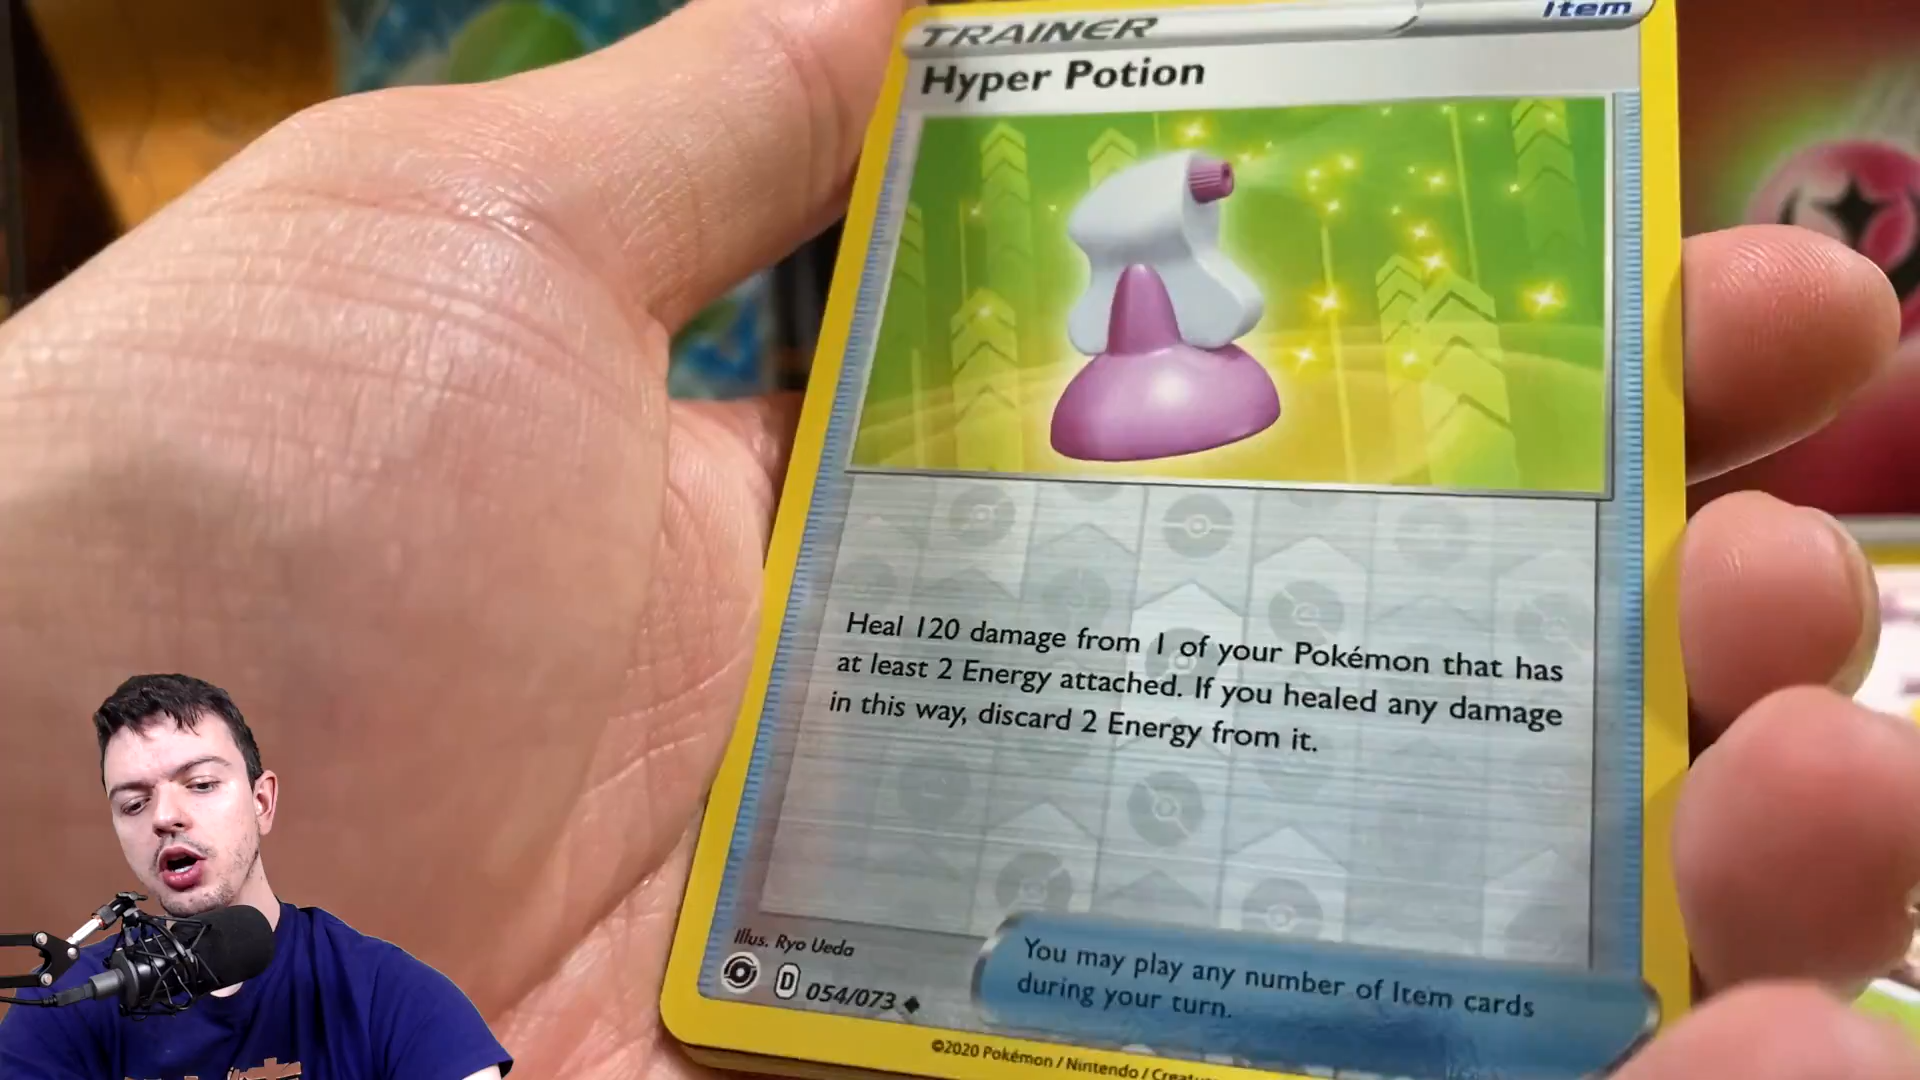 TRAINER
Item
Hyper Potion
Heal 120 damage from 1 of your Pokémon that has
at least 2 Energy attached. If you healed any damage
in this way, discard 2 Energy from it.
Illus. Ryo Ueda
D 054/073
You may play any number of Item cards
during your turn.
©2020 Pokémon / Nintendo /